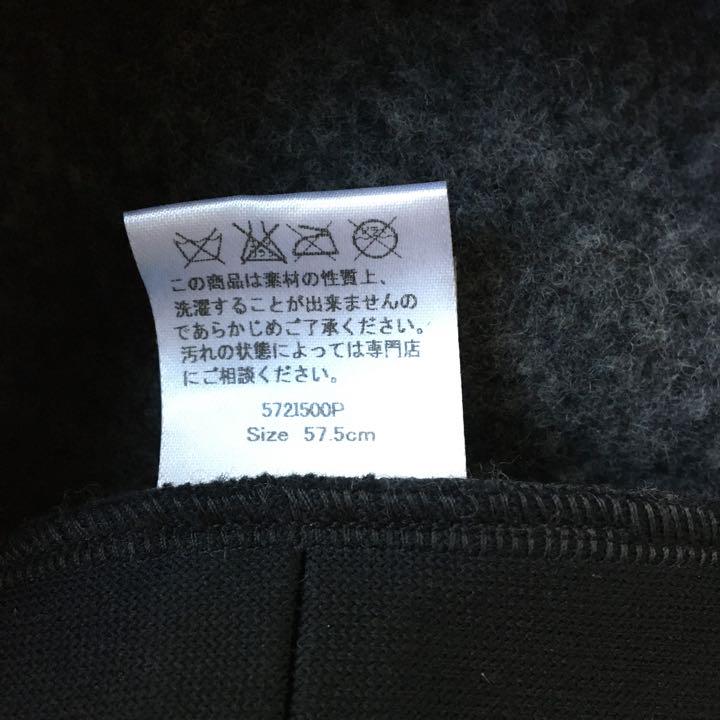 この商品は素材の性質上、
洗濯することが出来ませんの
であらかじめご了承ください。
汚れの状態によっては専門店
にご相談ください。
5721500P
Size 57.5cm